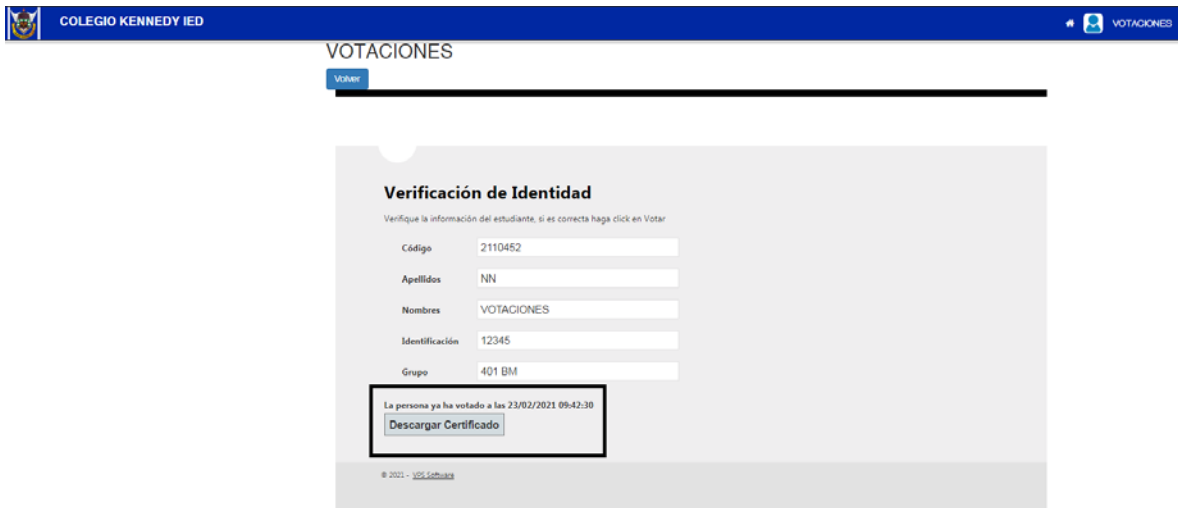 COLEGIO KENNEDY IED
VOTACIONES
VOTACIONES
Volver
Verificación de Identidad
Verifique la información del estudiante, si es correcta haga click en Votar
Código 2110452
Apellidos NN
Nombres VOTACIONES
Identificación 12345
Grupo 401 BM
La persona ya ha votado a las 23/02/2021 09:42:30
Descargar Certificado
© 2021 - VPS Software